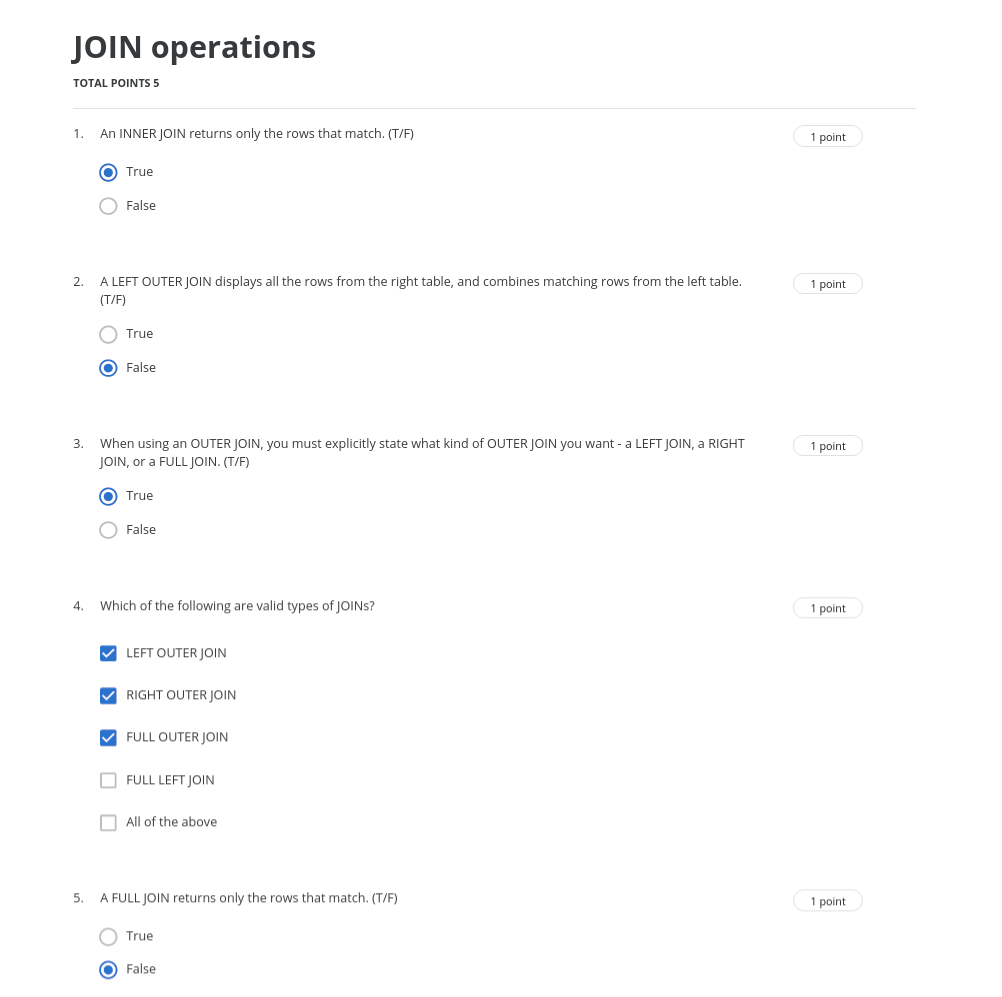 JOIN operations
TOTAL POINTS 5
1. An INNER JOIN returns only the rows that match. (T/F)
1 point
True
False
2. A LEFT OUTER JOIN displays all the rows from the right table, and combines matching rows from the left table.
(T/F)
1 point
True
False
3. When using an OUTER JOIN, you must explicitly state what kind of OUTER JOIN you want - a LEFT JOIN, a RIGHT
JOIN, or a FULL JOIN. (T/F)
1 point
True
False
4. Which of the following are valid types of JOINs?
1 point
LEFT OUTER JOIN
RIGHT OUTER JOIN
FULL OUTER JOIN
FULL LEFT JOIN
All of the above
5. A FULL JOIN returns only the rows that match. (T/F)
1 point
True
False